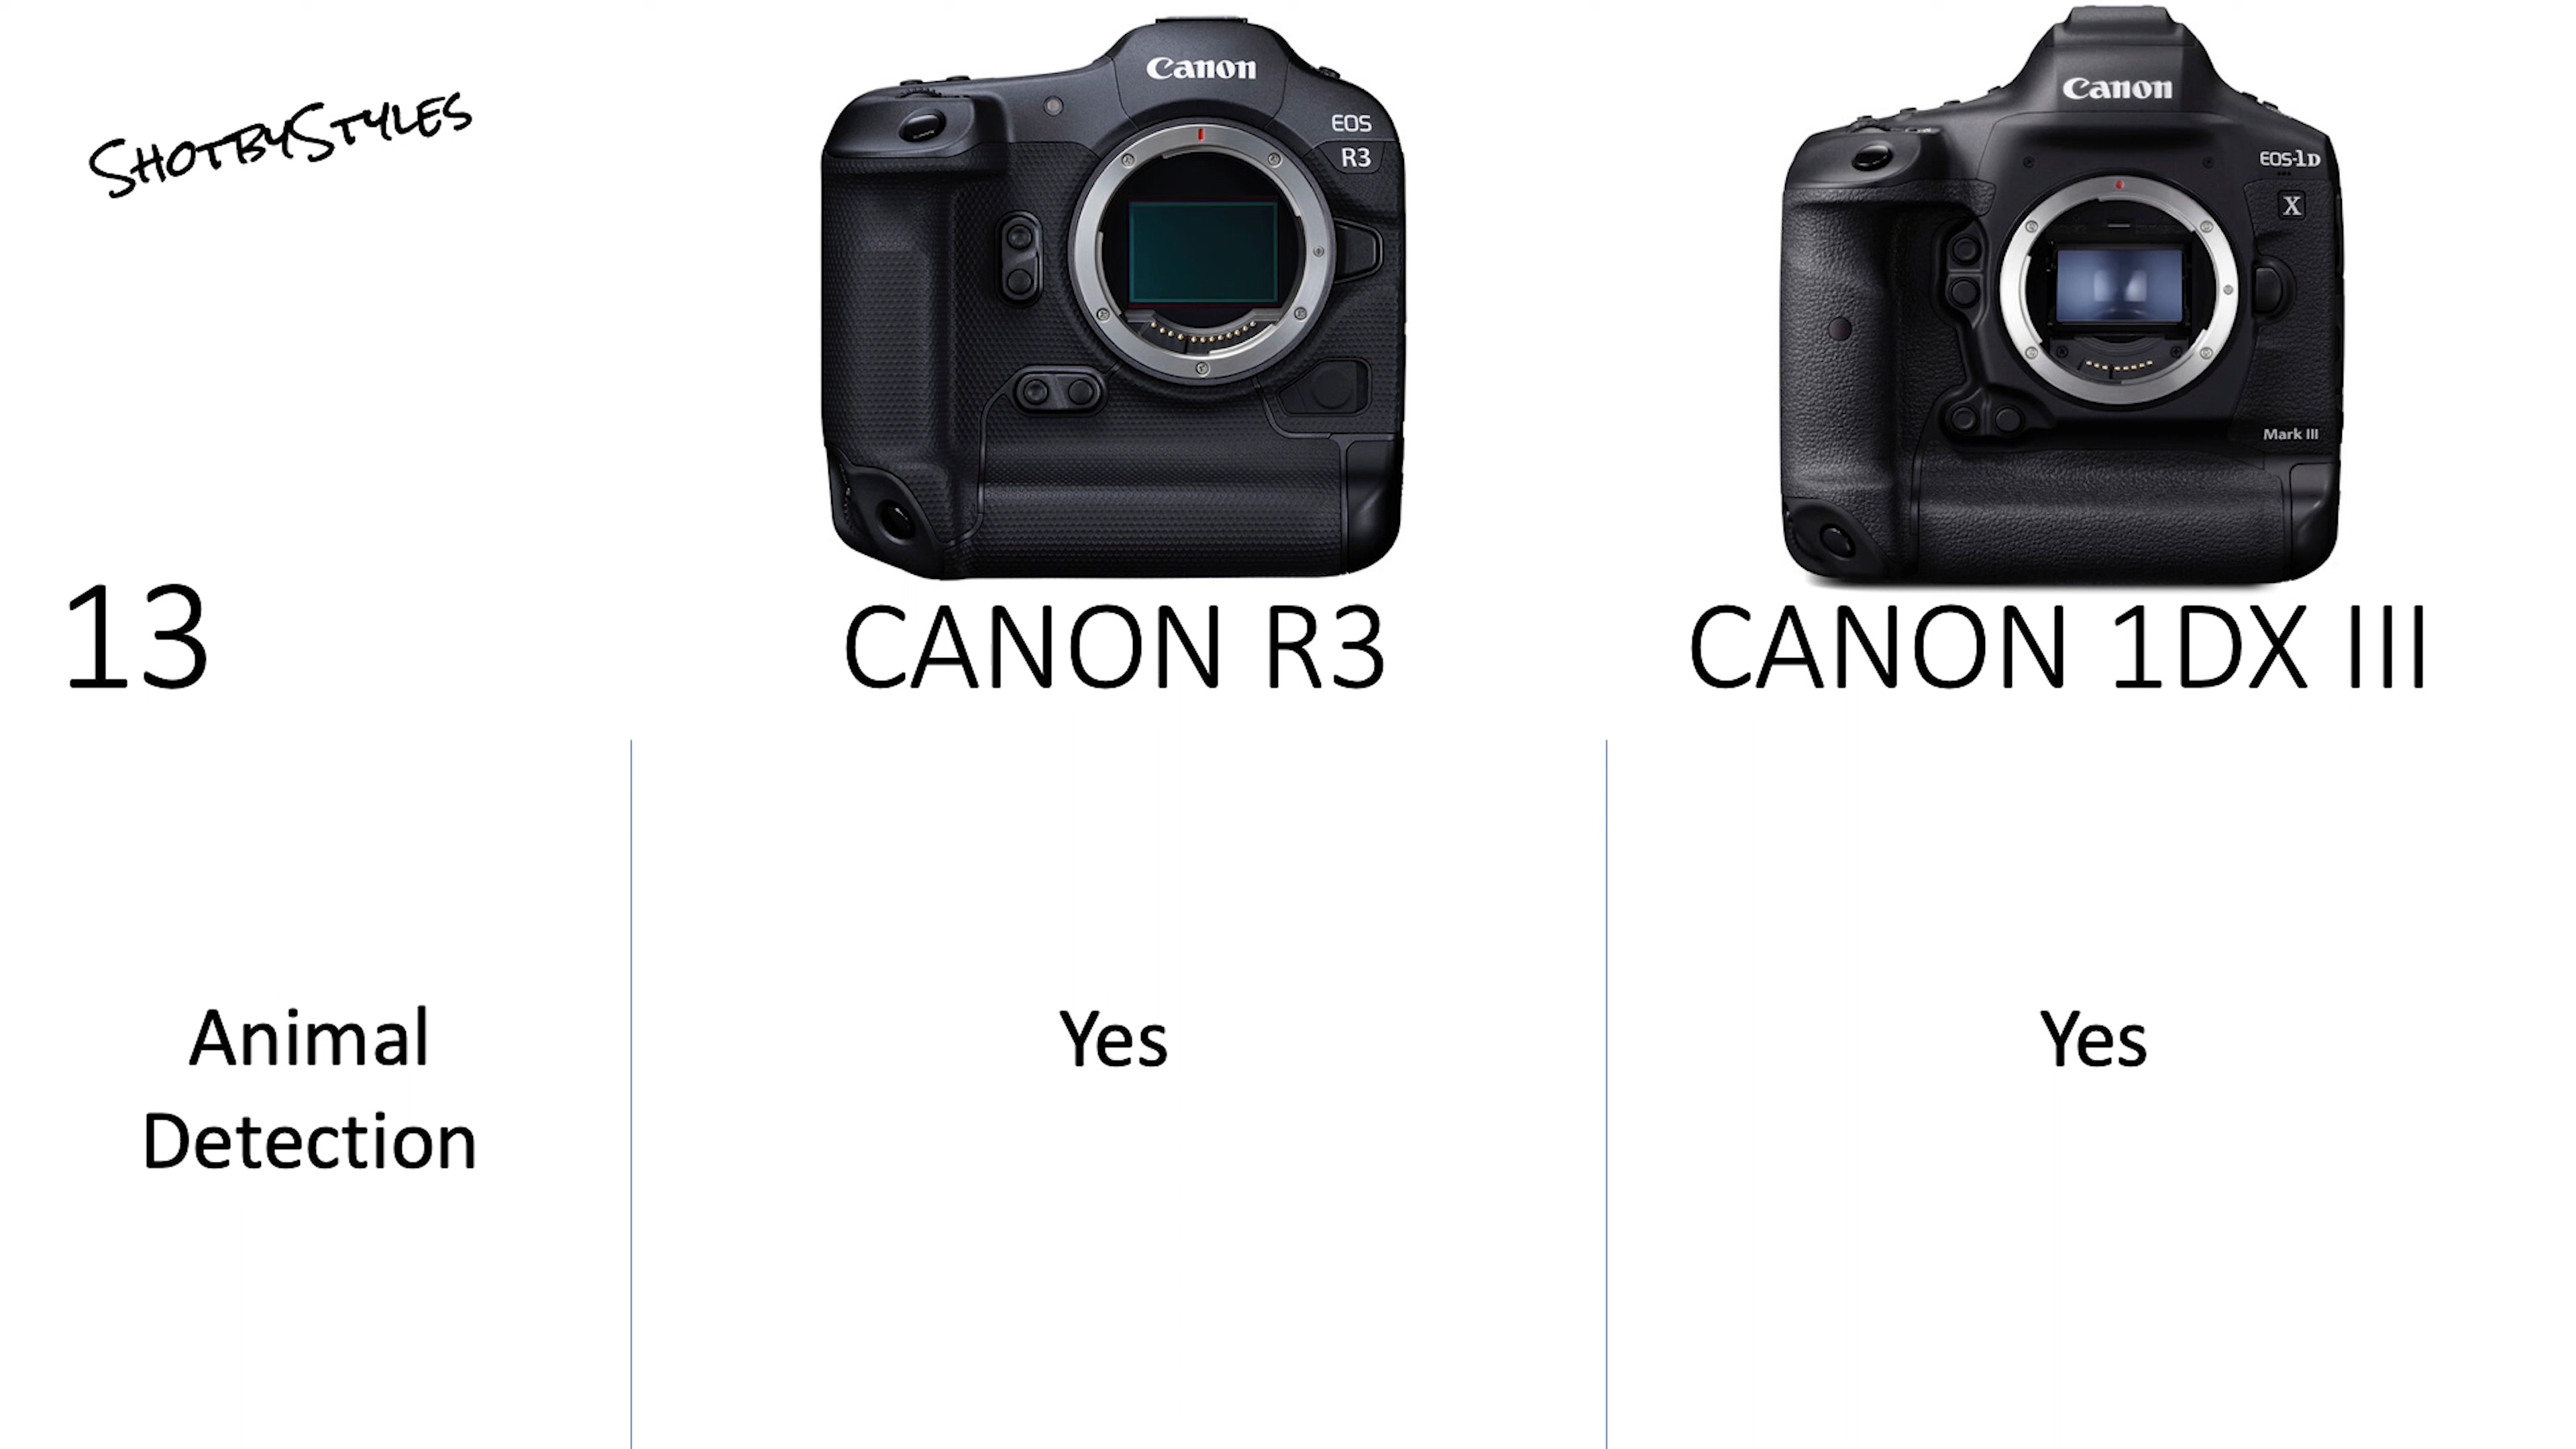 SHOTBYSTYLES
Canon
EOS
R3
Canon
EOS-1D
X
Mark III
13
CANON R3
CANON 1DX III
Animal
Detection
Yes
Yes